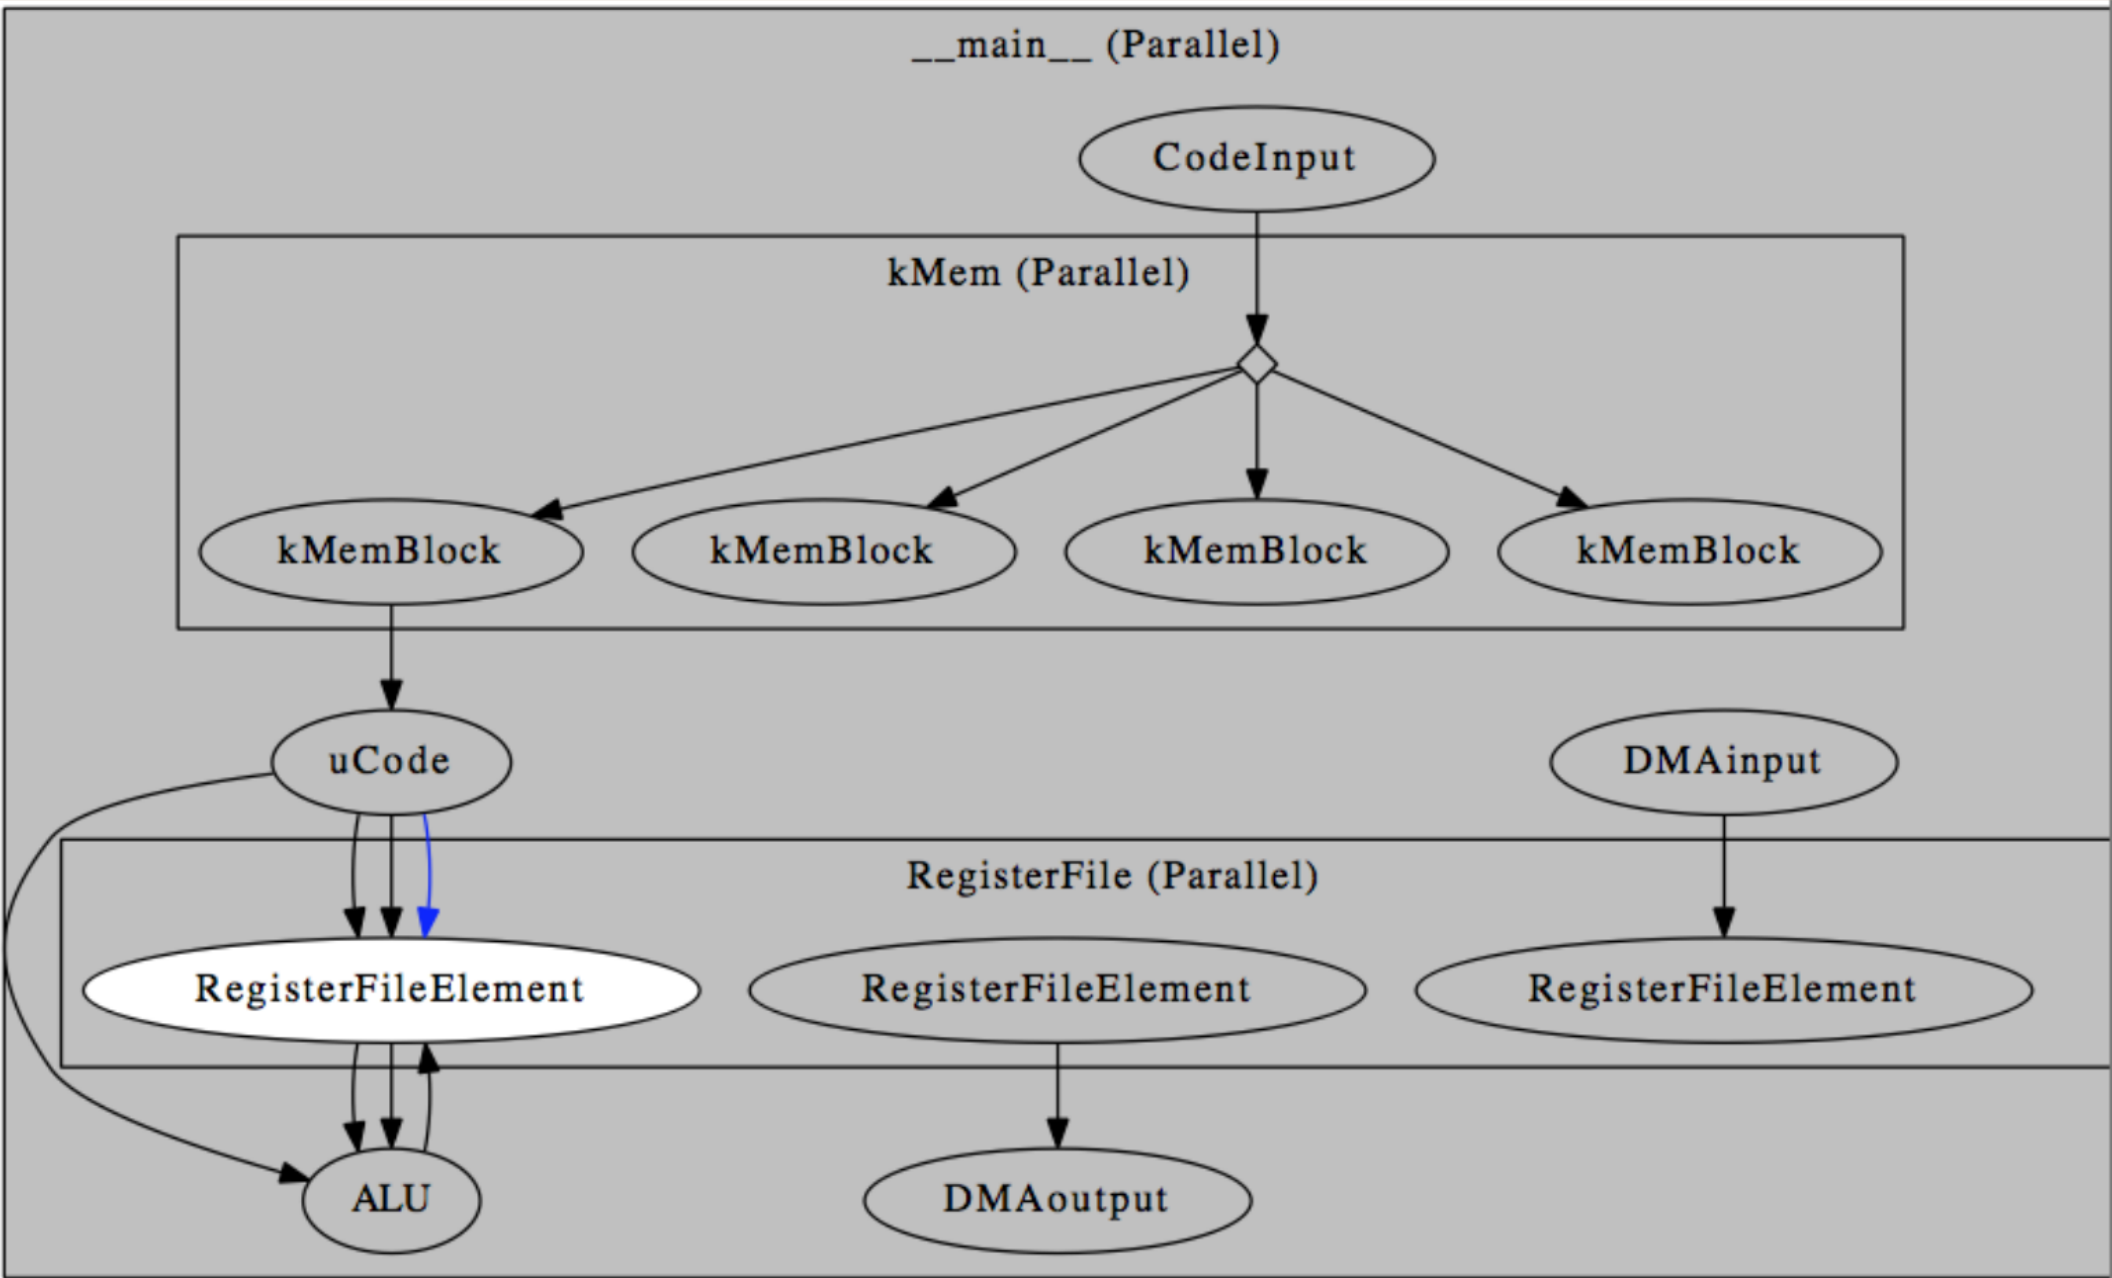 __main__ (Parallel)
CodeInput
kMem (Parallel)
kMemBlock kMemBlock kMemBlock kMemBlock
uCode DMAinput
RegisterFile (Parallel)
RegisterFileElement RegisterFileElement RegisterFileElement
ALU DMAoutput